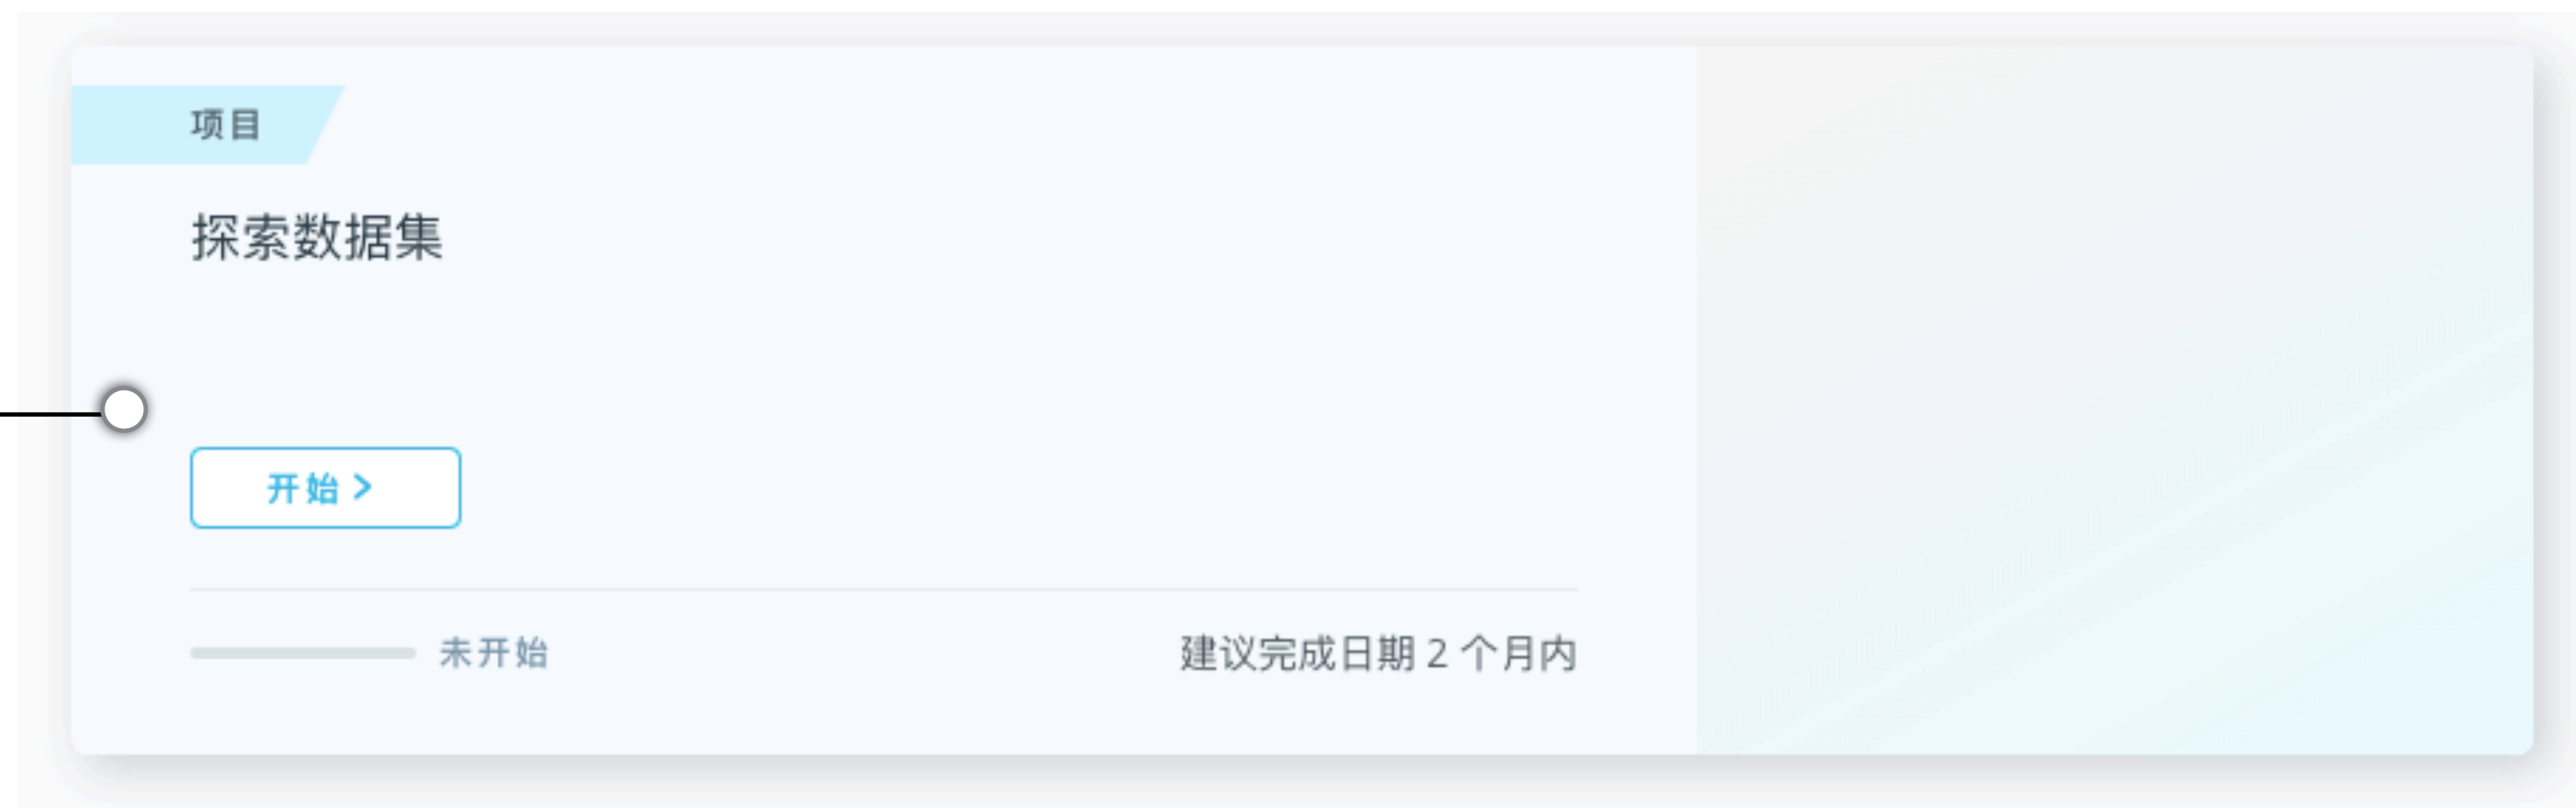 项目
探索数据集
开始 >
未开始
建议完成日期 2 个月内